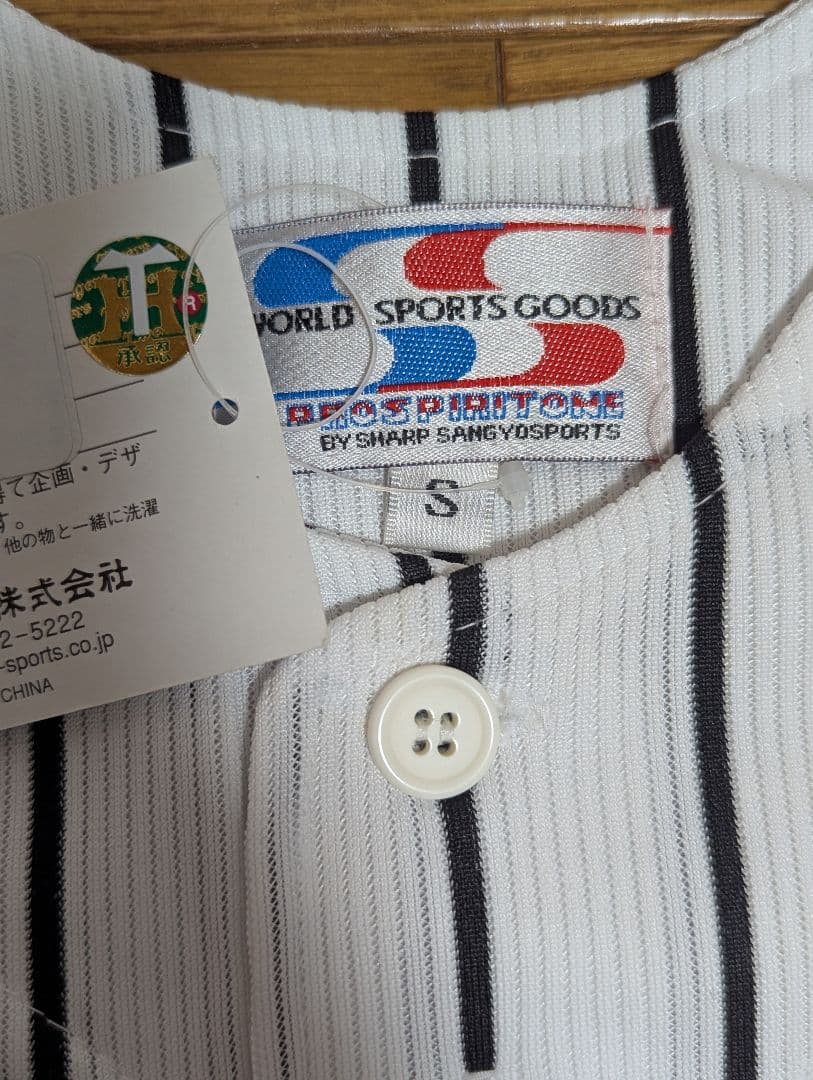 TH
®
承認
て企画・デザ
す。
他の物と一緒に洗濯
株式会社
2-5222
-sports.co.jp
CHINA
WORLD SPORTS GOODS
PROSPIRITONE
BY SHARP SANGYOSPORTS
S